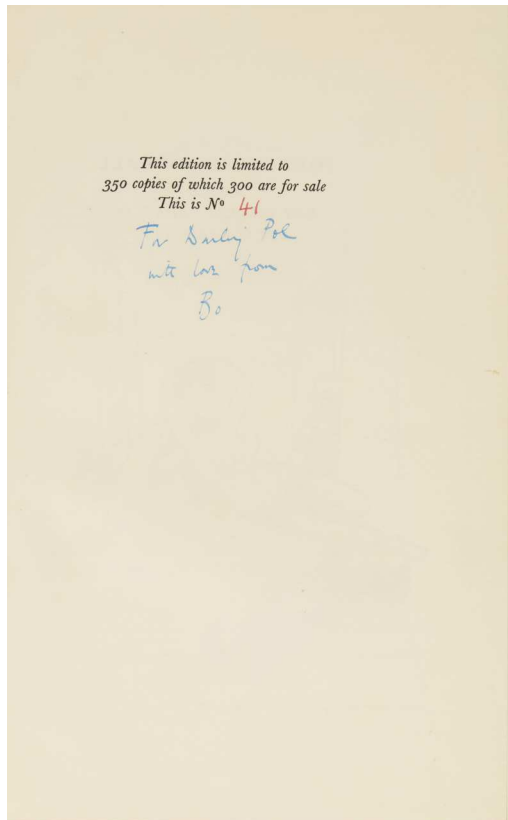 This edition is limited to
350 copies of which 300 are for sale
This is Nº 41
For Darling Pol
with love from
Bo